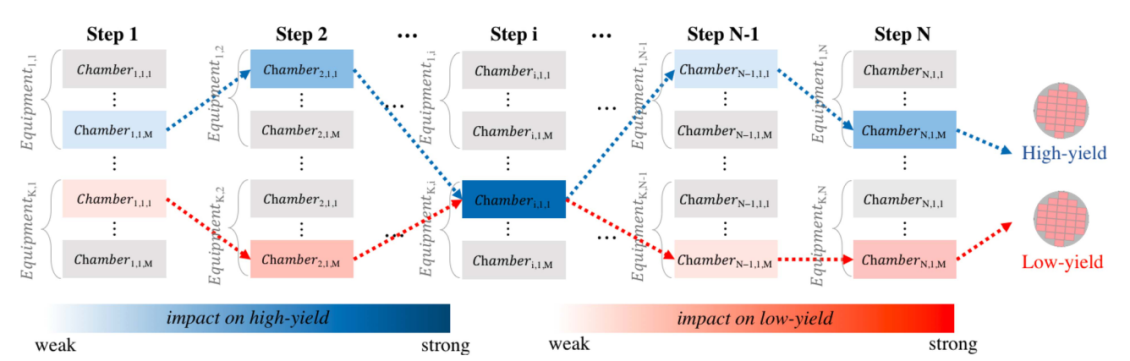 Step 1 Step 2 ... Step i ... Step N-1 Step N
Equipment1,1 Equipment1,2 Equipment1,i Equipment1,N-1 Equipment1,N
Chamber1,1,1 Chamber2,1,1 Chamberi,1,1 ChamberN−1,1,1 ChamberN,1,1
⋮ ⋮ ... ⋮ ... ⋮ ⋮
Chamber1,1,M Chamber2,1,M Chamberi,1,M ChamberN−1,1,M ChamberN,1,M
High-yield
⋮ ⋮ ⋮ ⋮
EquipmentK,1 EquipmentK,2 EquipmentK,i EquipmentK,N-1 EquipmentK,N
Chamber1,1,1 Chamber2,1,1 Chamberi,1,1 ChamberN−1,1,1 ChamberN,1,1
⋮ ⋮ ... ⋮ ... ⋮ ⋮
Chamber1,1,M Chamber2,1,M Chamberi,1,M ChamberN−1,1,M ChamberN,1,M
Low-yield
impact on high-yield impact on low-yield
weak strong weak strong